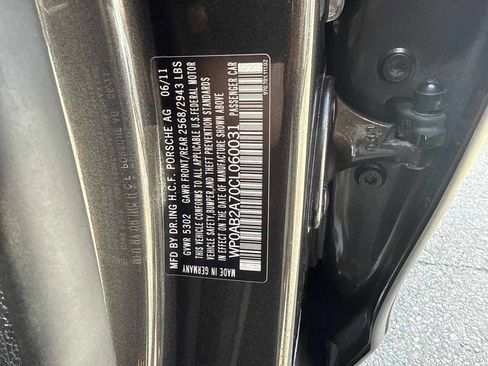 MFD BY DR.ING H.C.F. PORSCHE AG 06/11
GVWR 5302 GAWR FRONT/REAR 2568/2943 LBS
THIS VEHICLE CONFORMS TO ALL APPLICABLE U.S. FEDERAL MOTOR
VEHICLE SAFETY, BUMPER, AND THEFT PREVENTION STANDARDS
IN EFFECT ON THE DATE OF MANUFACTURE SHOWN ABOVE
WP0AB2A70CL060031 PASSENGER CAR
MADE IN GERMANY